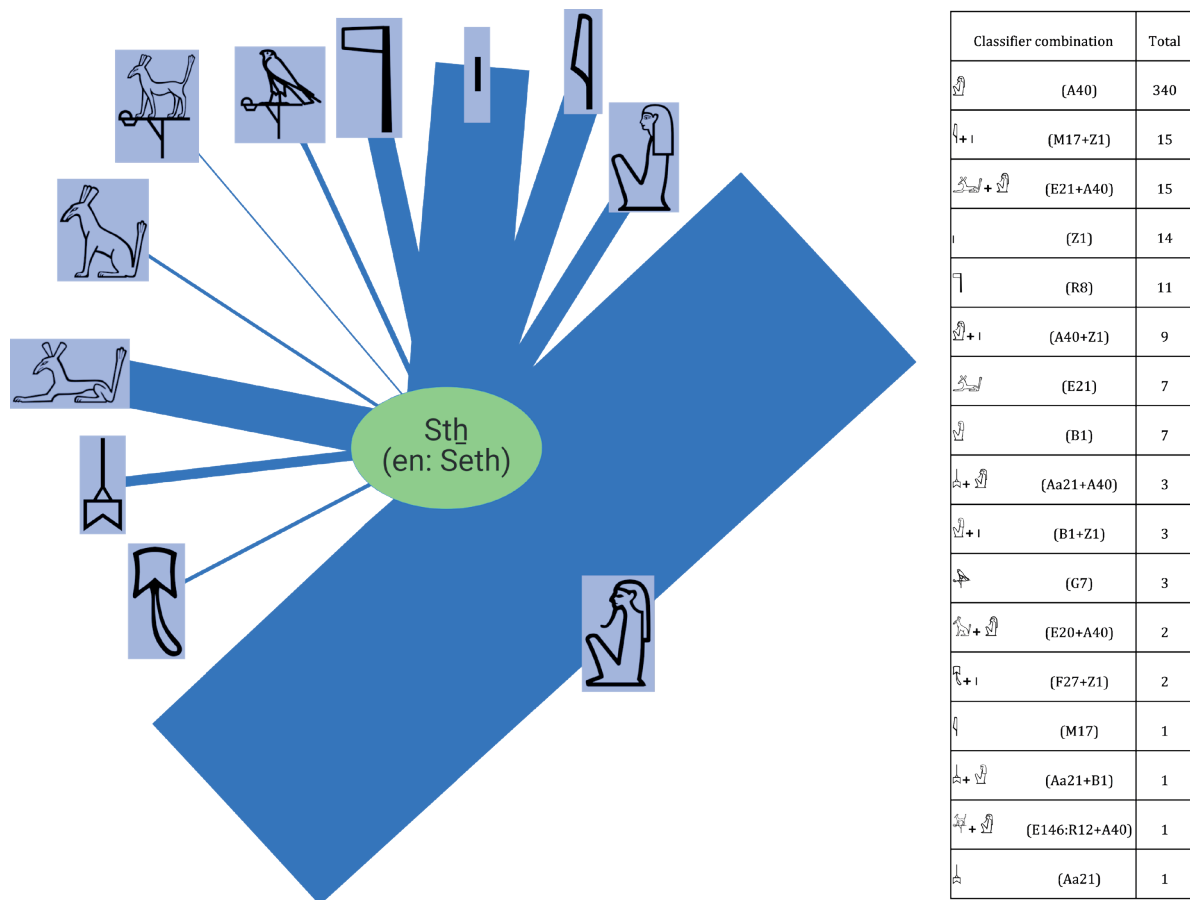 Stẖ
(en: Seth)
Classifier combination Total
(A40) 340
+ (M17+Z1) 15
+ (E21+A40) 15
(Z1) 14
(R8) 11
+ (A40+Z1) 9
(E21) 7
(B1) 7
+ (Aa21+A40) 3
+ (B1+Z1) 3
(G7) 3
+ (E20+A40) 2
+ (F27+Z1) 2
(M17) 1
+ (Aa21+B1) 1
+ (E146:R12+A40) 1
(Aa21) 1